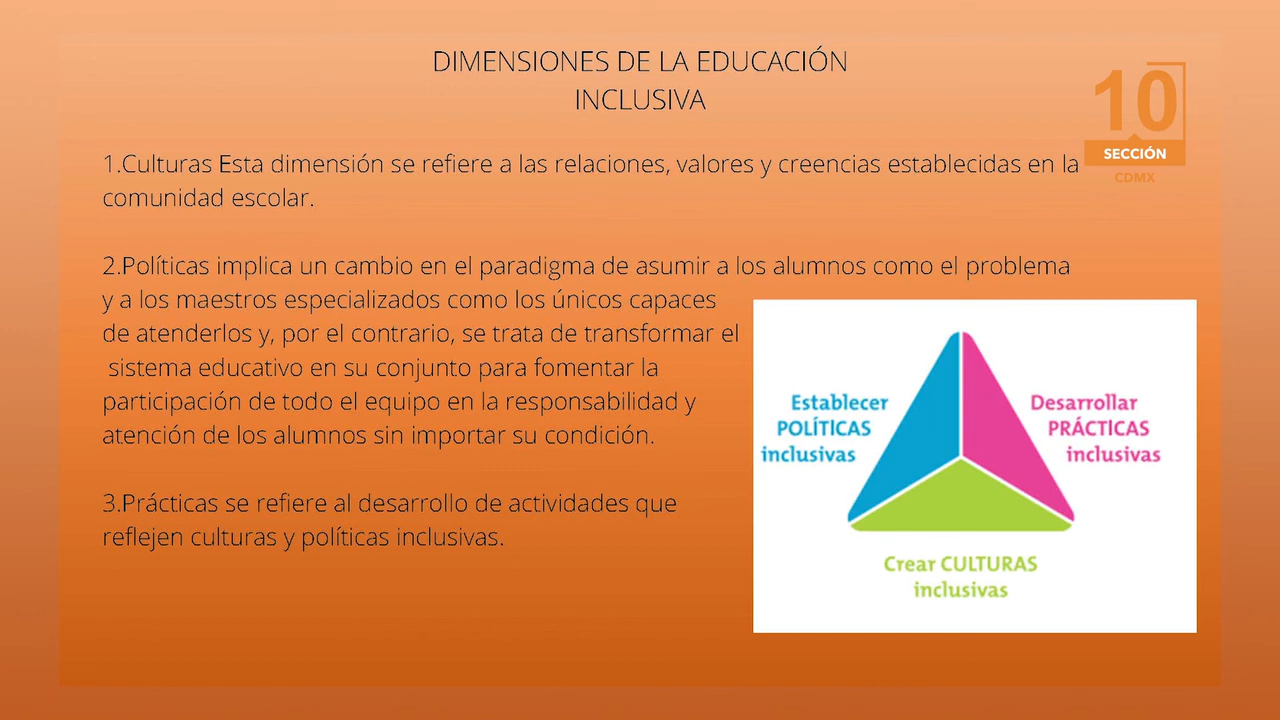 DIMENSIONES DE LA EDUCACIÓN
INCLUSIVA
10
SECCIÓN
CDMX
1.Culturas Esta dimensión se refiere a las relaciones, valores y creencias establecidas en la
comunidad escolar.
2.Políticas implica un cambio en el paradigma de asumir a los alumnos como el problema
y a los maestros especializados como los únicos capaces
de atenderlos y, por el contrario, se trata de transformar el
sistema educativo en su conjunto para fomentar la
participación de todo el equipo en la responsabilidad y
atención de los alumnos sin importar su condición.
3.Prácticas se refiere al desarrollo de actividades que
reflejen culturas y políticas inclusivas.
Establecer
POLÍTICAS
inclusivas
Desarrollar
PRÁCTICAS
inclusivas
Crear CULTURAS
inclusivas